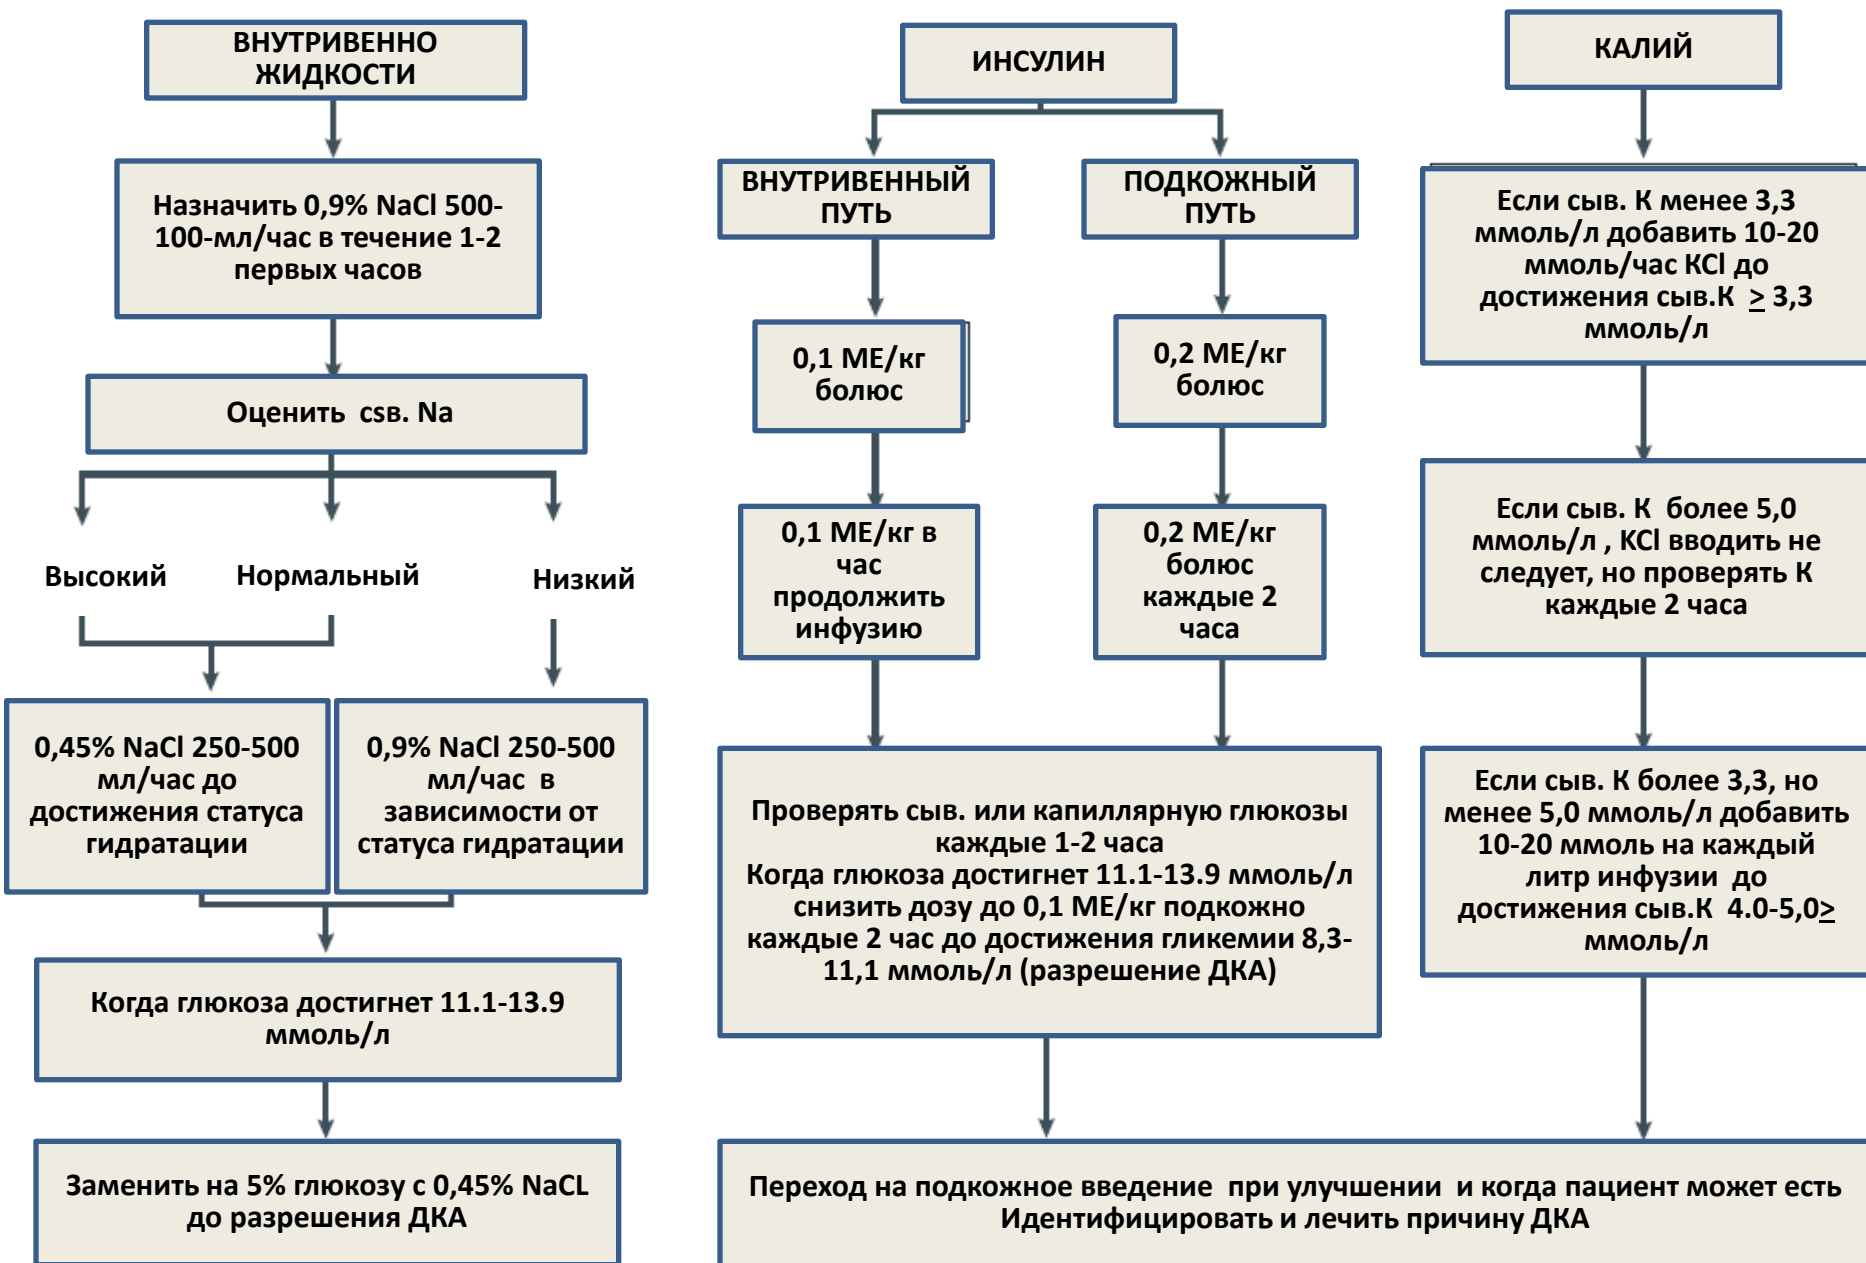 ВНУТРИВЕННО
ЖИДКОСТИ
Назначить 0,9% NaCl 500-
100-мл/час в течение 1-2
первых часов
Оценить сsв. Na
Высокий
Нормальный
Низкий
0,45% NaCl 250-500
мл/час до
достижения статуса
гидратации
0,9% NaCl 250-500
мл/час в
зависимости от
статуса гидратации
Когда глюкоза достигнет 11.1-13.9
ммоль/л
Заменить на 5% глюкозу с 0,45% NaCL
до разрешения ДКА
ИНСУЛИН
ВНУТРИВЕННЫЙ
ПУТЬ
0,1 МЕ/кг
болюс
0,1 МЕ/кг в
час
продолжить
инфузию
ПОДКОЖНЫЙ
ПУТЬ
0,2 МЕ/кг
болюс
0,2 МЕ/кг
болюс
каждые 2
часа
Проверять сыв. или капиллярную глюкозы
каждые 1-2 часа
Когда глюкоза достигнет 11.1-13.9 ммоль/л
снизить дозу до 0,1 МЕ/кг подкожно
каждые 2 час до достижения гликемии 8,3-
11,1 ммоль/л (разрешение ДКА)
КАЛИЙ
Если сыв. К менее 3,3
ммоль/л добавить 10-20
ммоль/час KCl до
достижения сыв.К ≥ 3,3
ммоль/л
Если сыв. К более 5,0
ммоль/л , KCl вводить не
следует, но проверять К
каждые 2 часа
Если сыв. К более 3,3, но
менее 5,0 ммоль/л добавить
10-20 ммоль на каждый
литр инфузии до
достижения сыв.К 4.0-5,0≥
ммоль/л
Переход на подкожное введение при улучшении и когда пациент может есть
Идентифицировать и лечить причину ДКА